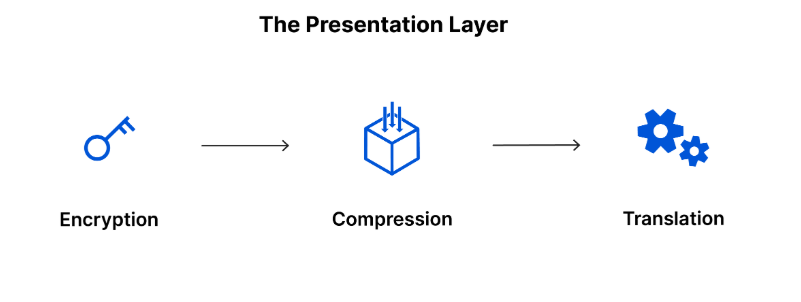 The Presentation Layer
Encryption
Compression
Translation